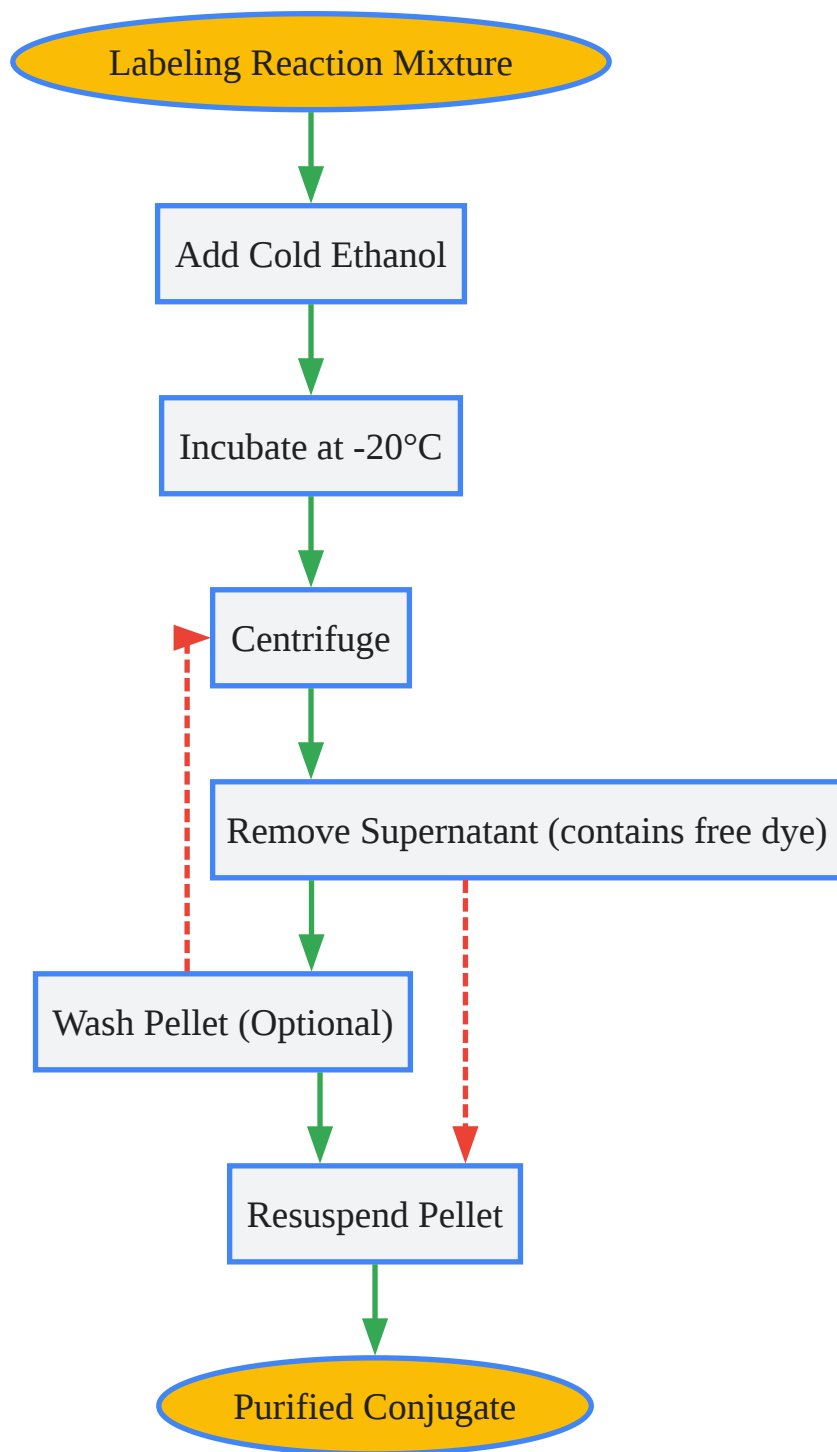 Labeling Reaction Mixture
Add Cold Ethanol
Incubate at -20°C
Centrifuge
Remove Supernatant (contains free dye)
Wash Pellet (Optional)
Resuspend Pellet
Purified Conjugate